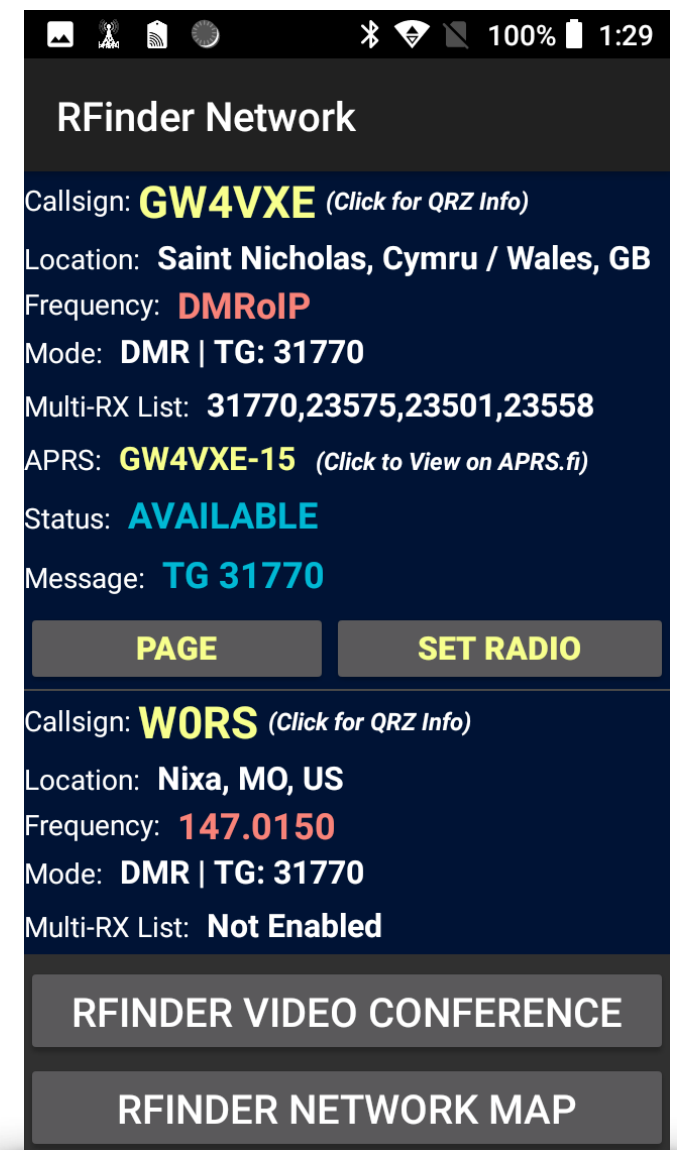 100% 1:29
RFinder Network
Callsign: GW4VXE (Click for QRZ Info)
Location: Saint Nicholas, Cymru / Wales, GB
Frequency: DMRoIP
Mode: DMR | TG: 31770
Multi-RX List: 31770,23575,23501,23558
APRS: GW4VXE-15 (Click to View on APRS.fi)
Status: AVAILABLE
Message: TG 31770
PAGE SET RADIO
Callsign: W0RS (Click for QRZ Info)
Location: Nixa, MO, US
Frequency: 147.0150
Mode: DMR | TG: 31770
Multi-RX List: Not Enabled
RFINDER VIDEO CONFERENCE
RFINDER NETWORK MAP